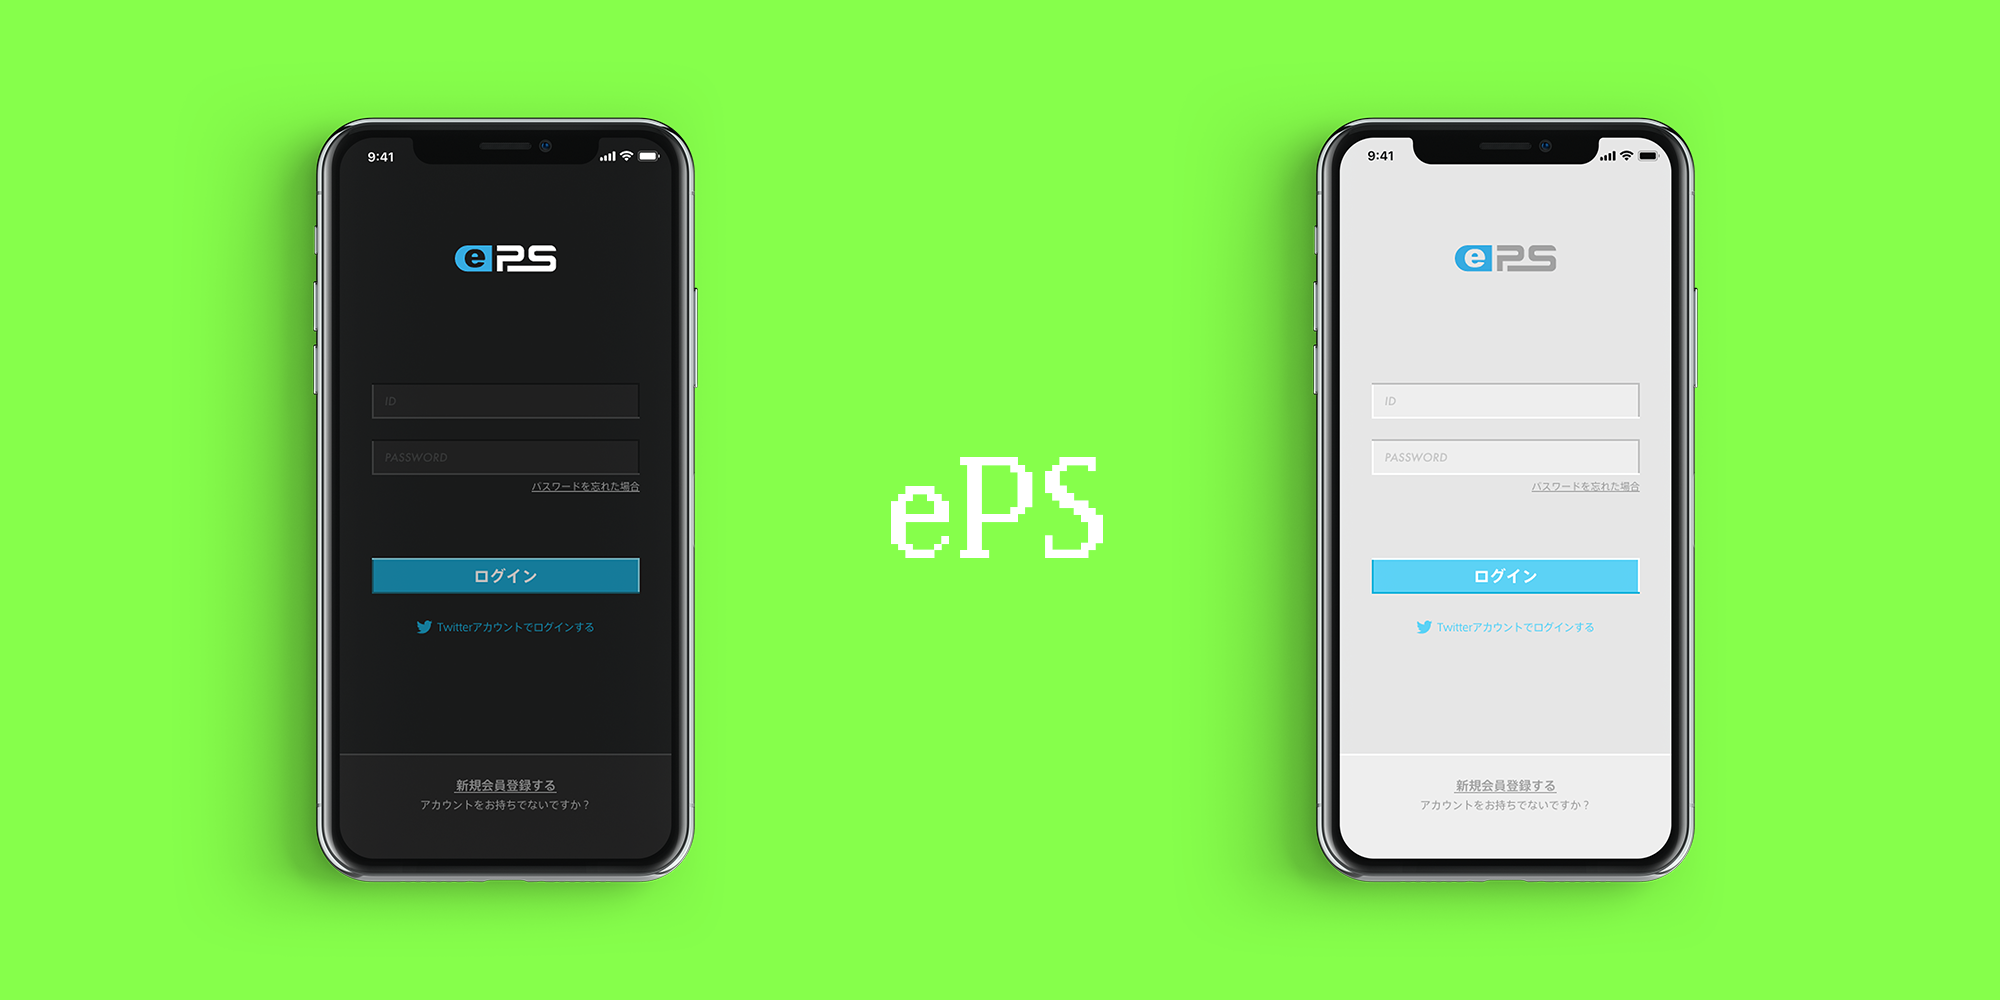 9:41
ePS
ID
PASSWORD
パスワードを忘れた場合
ログイン
Twitterアカウントでログインする
新規会員登録する
アカウントをお持ちでないですか？
ePS
9:41
ePS
ID
PASSWORD
パスワードを忘れた場合
ログイン
Twitterアカウントでログインする
新規会員登録する
アカウントをお持ちでないですか？